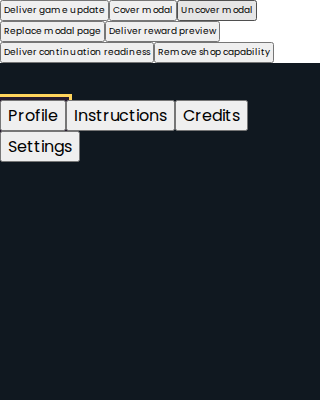 Deliver game update Cover modal Uncover modal
Replace modal page Deliver reward preview
Deliver continuation readiness Remove shop capability
Profile Instructions Credits
Settings